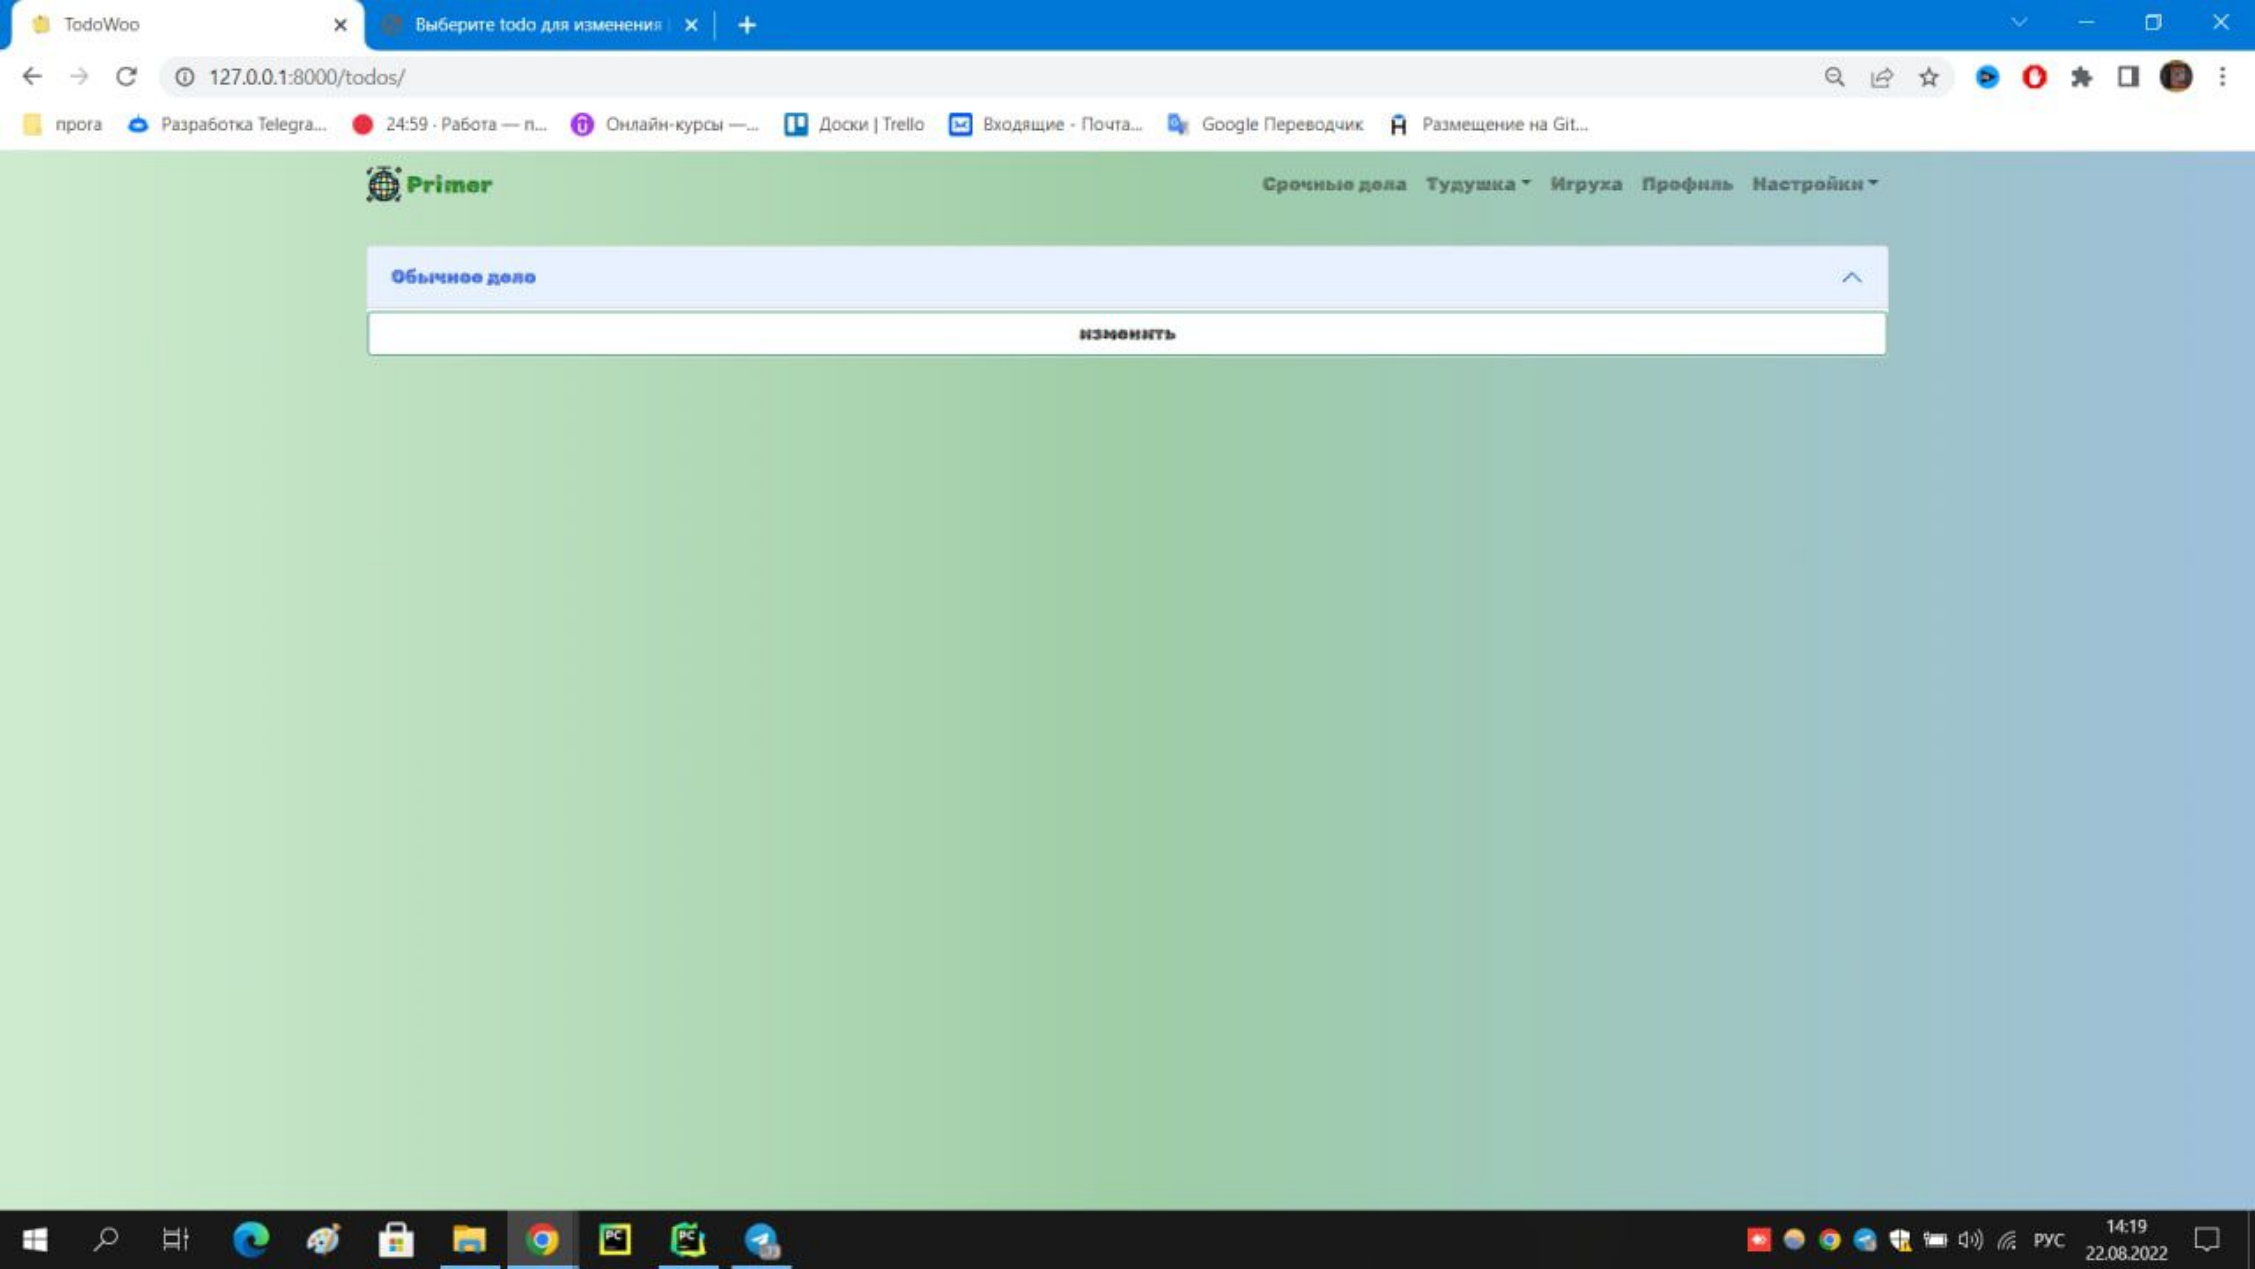 TodoWoo
Выберите todo для изменения
127.0.0.1:8000/todos/
прога
Разработка Telegra...
24:59 · Работа — п...
Онлайн-курсы —...
Доски | Trello
Входящие - Почта...
Google Переводчик
Размещение на Git...
Primer
Срочные дела Тудушка Игруха Профиль Настройки
Обычное дело
изменить
РУС
14:19
22.08.2022